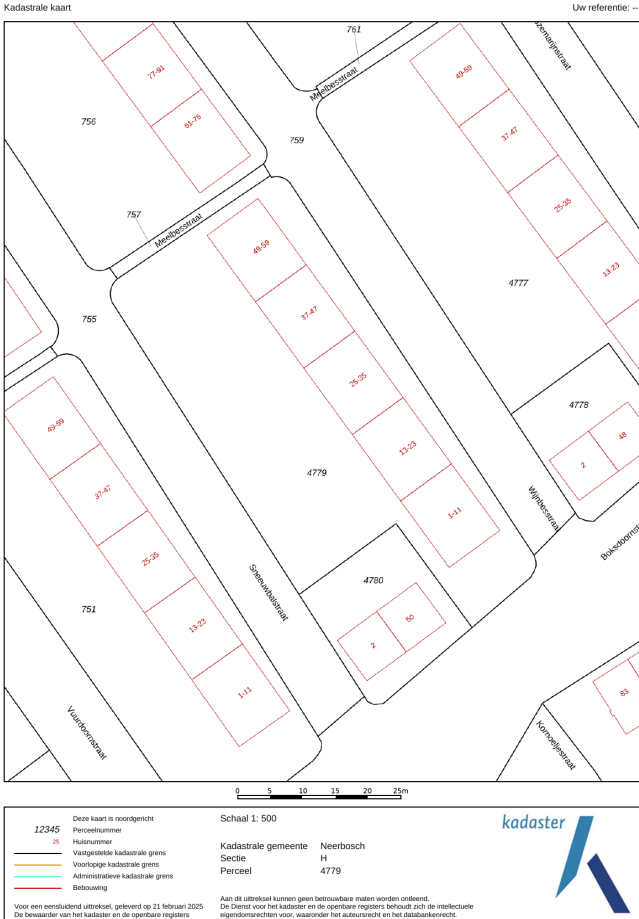 Kadastrale kaart
Uw referentie: --
761
Meelbesstraat
77-91
61-75
756
759
49-59
37-47
25-35
13-23
4777
757
Meelbesstraat
49-59
37-47
25-35
13-23
1-11
755
4778
2
48
4779
Wijnbesstraat
49-59
37-47
25-35
13-23
1-11
751
Sneeuwbalstraat
4780
2
50
Vuurdoornstraat
Kornoeljestraat
83
0 5 10 15 20 25m
12345
25
Deze kaart is noordgericht
Perceelnummer
Huisnummer
Vastgestelde kadastrale grens
Voorlopige kadastrale grens
Administratieve kadastrale grens
Bebouwing
Voor een eensluidend uittreksel, geleverd op 21 februari 2025
De bewaarder van het kadaster en de openbare registers
Schaal 1: 500
Kadastrale gemeente Neerbosch
Sectie H
Perceel 4779
Aan dit uittreksel kunnen geen betrouwbare maten worden ontleend.
De Dienst voor het kadaster en de openbare registers behoudt zich de intellectuele
eigendomsrechten voor, waaronder het auteursrecht en het databankenrecht.
kadaster